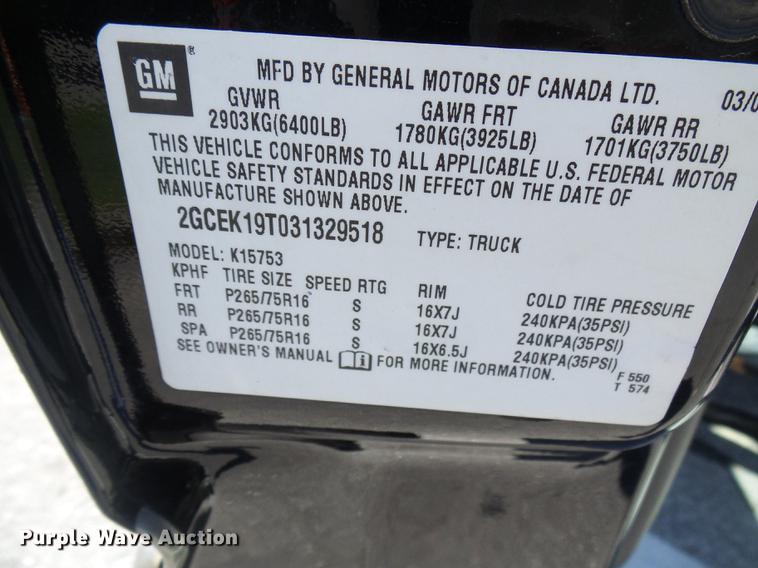 GM ®
MFD BY GENERAL MOTORS OF CANADA LTD. 03/0
GVWR GAWR FRT GAWR RR
2903KG(6400LB) 1780KG(3925LB) 1701KG(3750LB)
THIS VEHICLE CONFORMS TO ALL APPLICABLE U.S. FEDERAL MOTOR
VEHICLE SAFETY STANDARDS IN EFFECT ON THE DATE OF
MANUFACTURE SHOWN ABOVE.
2GCEK19T031329518 TYPE: TRUCK
MODEL: K15753
KPHF TIRE SIZE SPEED RTG RIM COLD TIRE PRESSURE
FRT P265/75R16 S 16X7J 240KPA(35PSI)
RR P265/75R16 S 16X7J 240KPA(35PSI)
SPA P265/75R16 S 16X6.5J 240KPA(35PSI)
SEE OWNER'S MANUAL FOR MORE INFORMATION.
F 550
T 574
Purple Wave Auction